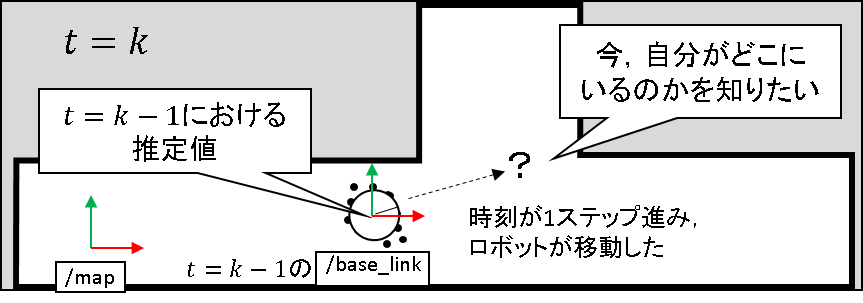 t = k
今，自分がどこに
いるのかを知りたい
t = k − 1における
推定値
?
時刻が1ステップ進み，
ロボットが移動した
/map
t = k − 1の
/base_link